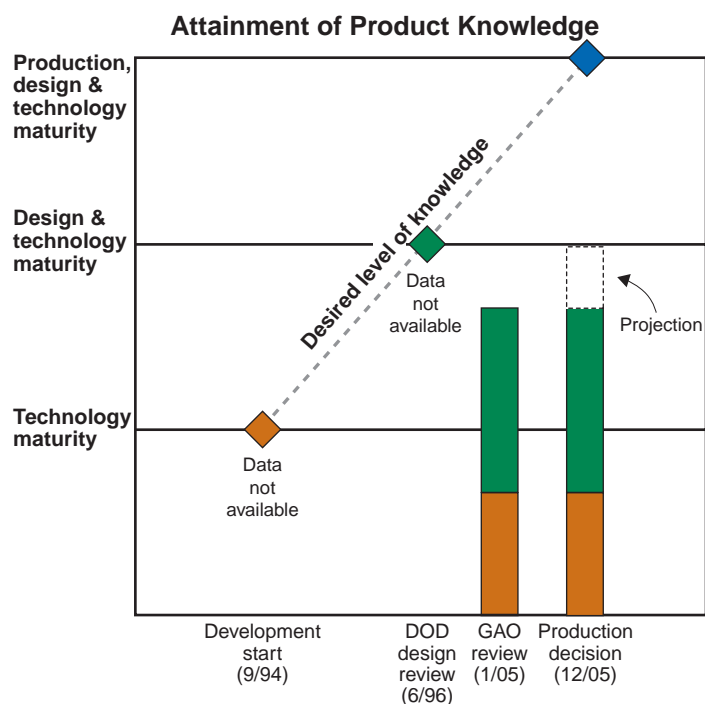 Attainment of Product Knowledge
Production,
design &
technology
maturity
Design &
technology
maturity
Technology
maturity
Desired level of knowledge
Data
not
available
Data
not
available
Projection
Development
start
(9/94)
DOD
design
review
(6/96)
GAO
review
(1/05)
Production
decision
(12/05)